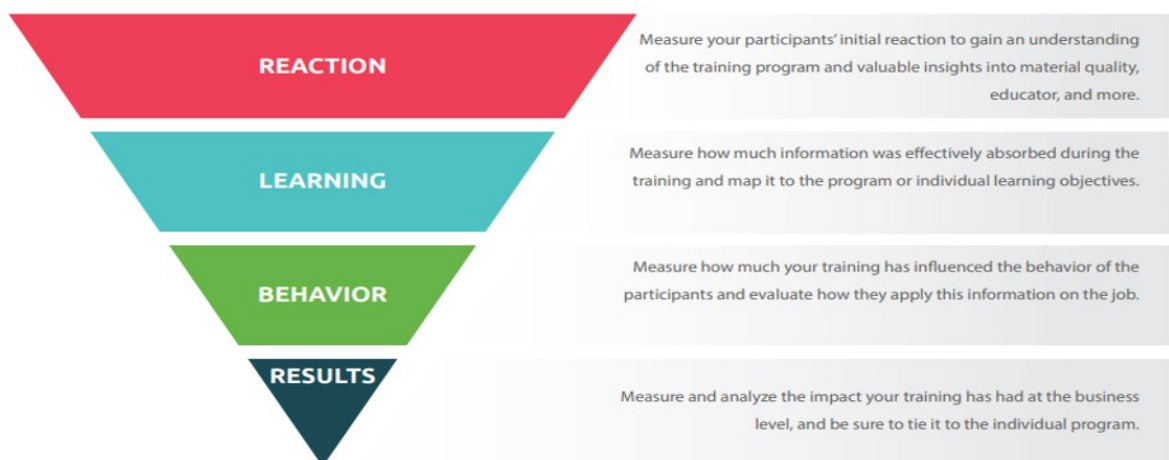 REACTION
Measure your participants' initial reaction to gain an understanding
of the training program and valuable insights into material quality,
educator, and more.
LEARNING
Measure how much information was effectively absorbed during the
training and map it to the program or individual learning objectives.
BEHAVIOR
Measure how much your training has influenced the behavior of the
participants and evaluate how they apply this information on the job.
RESULTS
Measure and analyze the impact your training has had at the business
level, and be sure to tie it to the individual program.